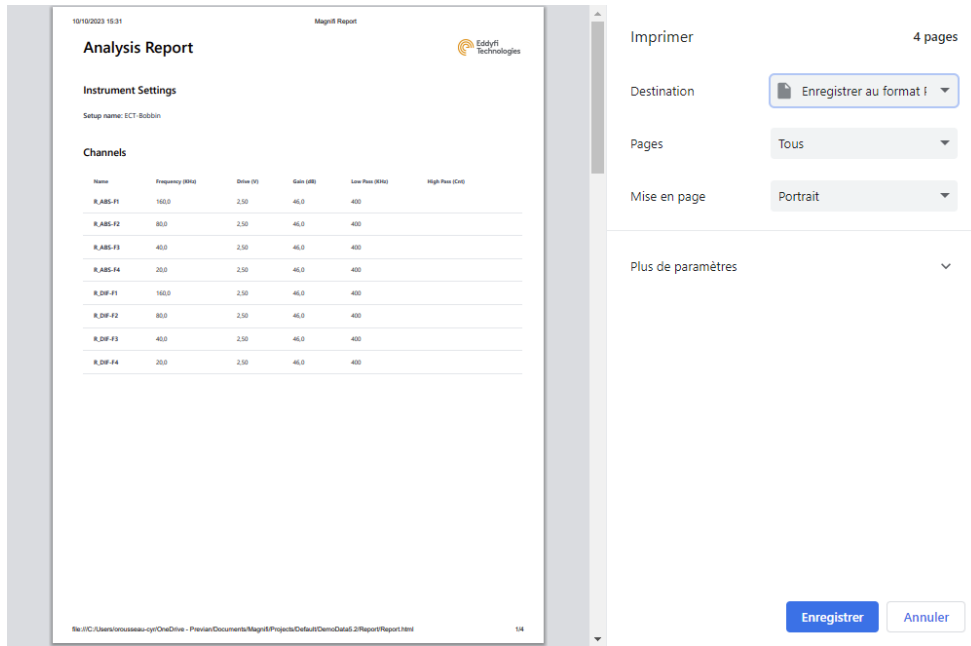 10/10/2023 15:31 Magnifi Report
Analysis Report
Eddyfi
Technologies
Instrument Settings
Setup name: ECT-Bobbin
Channels
Name Frequency (KHz) Drive (V) Gain (dB) Low Pass (KHz) High Pass (Cnt)
R_ABS-F1 160,0 2,50 46,0 400
R_ABS-F2 80,0 2,50 46,0 400
R_ABS-F3 40,0 2,50 46,0 400
R_ABS-F4 20,0 2,50 46,0 400
R_DIF-F1 160,0 2,50 46,0 400
R_DIF-F2 80,0 2,50 46,0 400
R_DIF-F3 40,0 2,50 46,0 400
R_DIF-F4 20,0 2,50 46,0 400
file:///C:/Users/orousseau-cyr/OneDrive - Previan/Documents/Magnifi/Projects/Default/DemoData5.2/Report/Report.html 1/4
Imprimer 4 pages
Destination Enregistrer au format P
Pages Tous
Mise en page Portrait
Plus de paramètres
Enregistrer Annuler